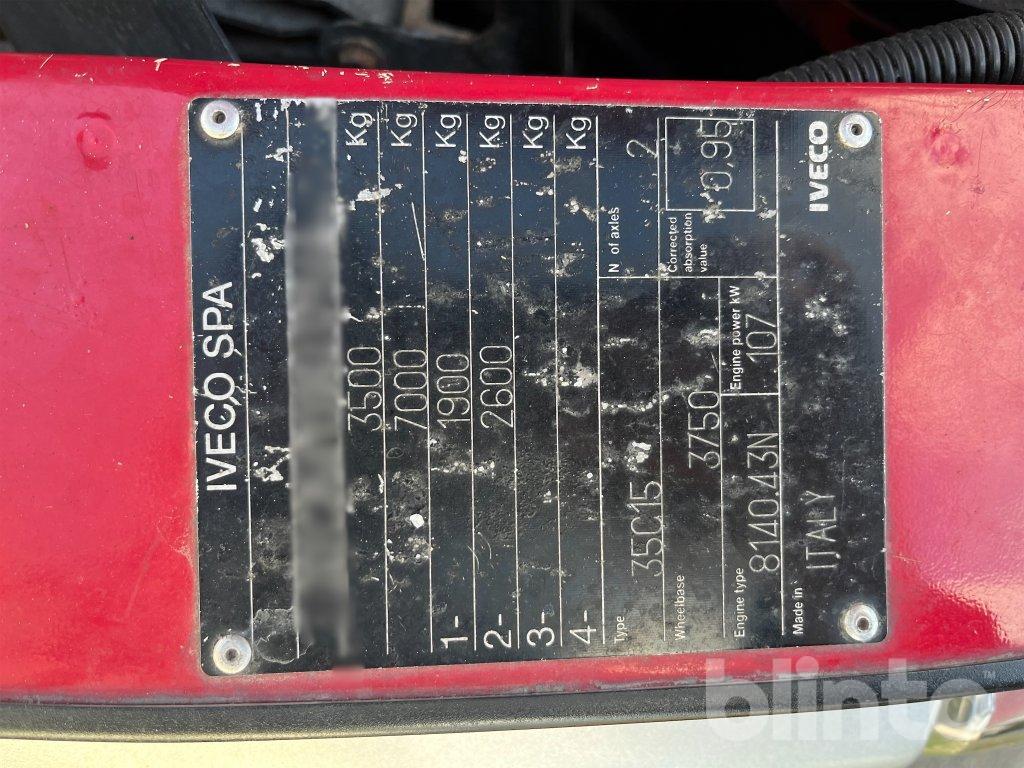 IVECO SPA
3500 Kg
7000 Kg
1- 1900 Kg
2- 2600 Kg
3- Kg
4- Kg
Type 35C15 N of axles 2
Wheelbase 3750 Corrected absorption value 0,95
Engine type 8140.43N Engine power kW 107
Made in ITALY IVECO
blinto